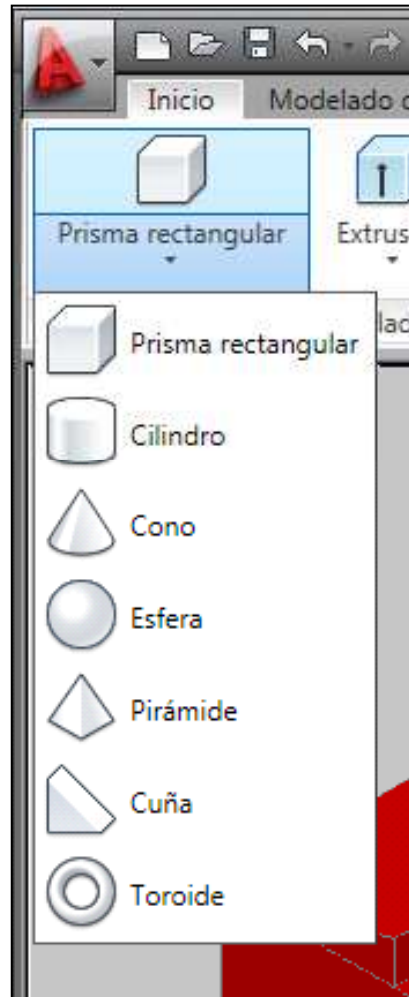 Inicio Modelado
Prisma rectangular Extrus
Prisma rectangular
Cilindro
Cono
Esfera
Pirámide
Cuña
Toroide